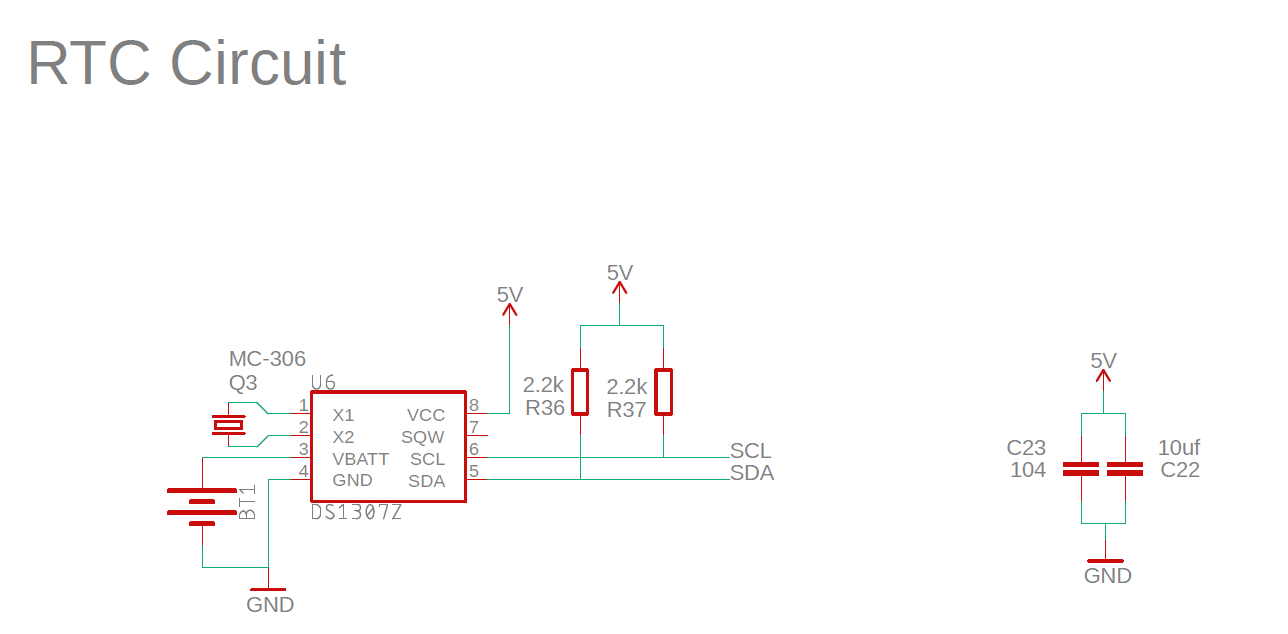 RTC Circuit
5V
5V
MC-306
Q3
U6
2.2k
R36
2.2k
R37
5V
1
X1
VCC
8
2
X2
SQW
7
3
VBATT
SCL
6
SCL
4
GND
SDA
5
SDA
BT1
DS1307Z
C23
104
10uf
C22
GND
GND